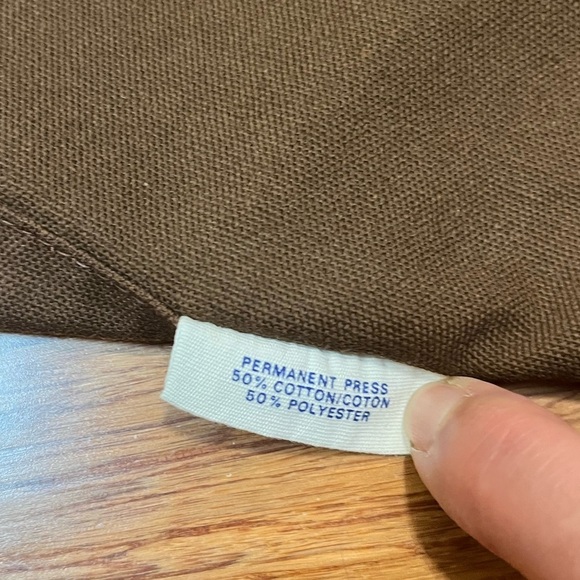 PERMANENT PRESS
50% COTTON/COTON
50% POLYESTER